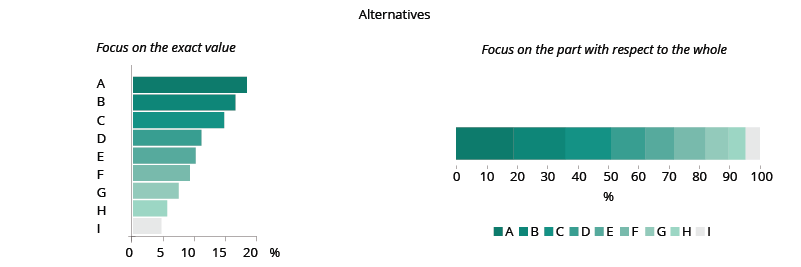 Alternatives
Focus on the exact value
A
B
C
D
E
F
G
H
I
0 5 10 15 20 %
Focus on the part with respect to the whole
0 10 20 30 40 50 60 70 80 90 100
%
A B C D E F G H I